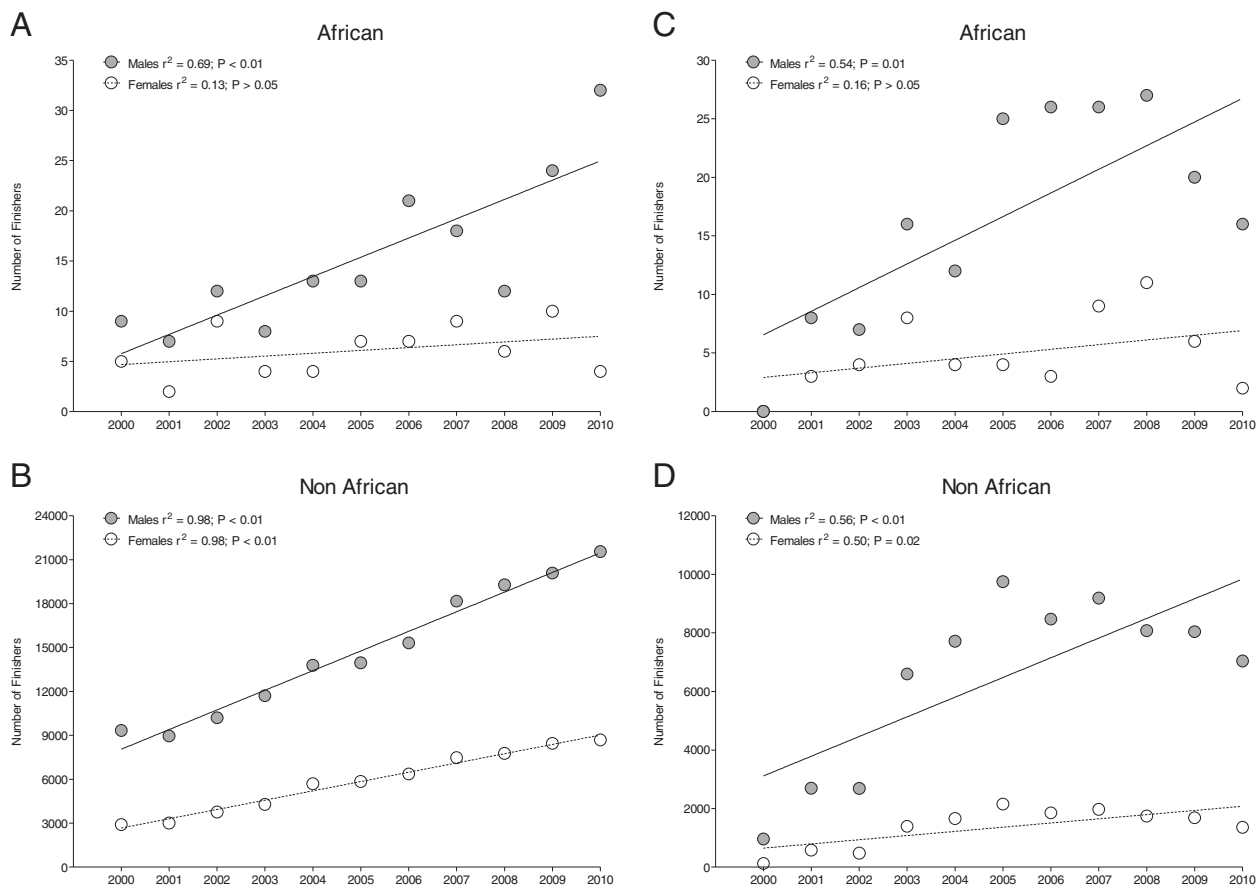 A
African
Males r² = 0.69; P < 0.01
Females r² = 0.13; P > 0.05
35
30
25
20
15
10
5
0
Number of Finishers
2000 2001 2002 2003 2004 2005 2006 2007 2008 2009 2010
C
African
Males r² = 0.54; P = 0.01
Females r² = 0.16; P > 0.05
30
25
20
15
10
5
0
Number of Finishers
2000 2001 2002 2003 2004 2005 2006 2007 2008 2009 2010
B
Non African
Males r² = 0.98; P < 0.01
Females r² = 0.98; P < 0.01
24000
21000
18000
15000
12000
9000
6000
3000
0
Number of Finishers
2000 2001 2002 2003 2004 2005 2006 2007 2008 2009 2010
D
Non African
Males r² = 0.56; P < 0.01
Females r² = 0.50; P = 0.02
12000
10000
8000
6000
4000
2000
0
Number of Finishers
2000 2001 2002 2003 2004 2005 2006 2007 2008 2009 2010